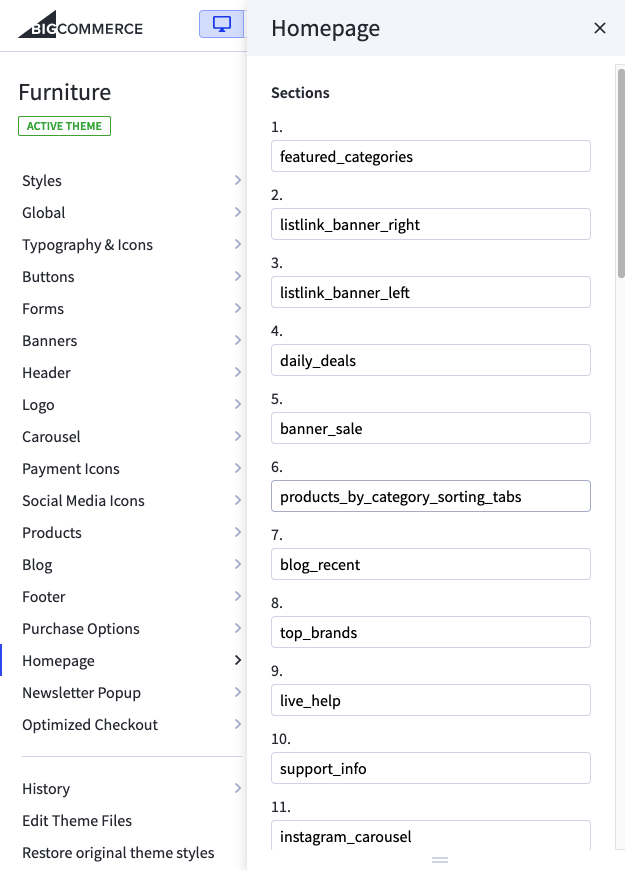 BIGCOMMERCE
Furniture
ACTIVE THEME
Styles
Global
Typography & Icons
Buttons
Forms
Banners
Header
Logo
Carousel
Payment Icons
Social Media Icons
Products
Blog
Footer
Purchase Options
Homepage
Newsletter Popup
Optimized Checkout
History
Edit Theme Files
Restore original theme styles
Homepage
Sections
1.
featured_categories
2.
listlink_banner_right
3.
listlink_banner_left
4.
daily_deals
5.
banner_sale
6.
products_by_category_sorting_tabs
7.
blog_recent
8.
top_brands
9.
live_help
10.
support_info
11.
instagram_carousel